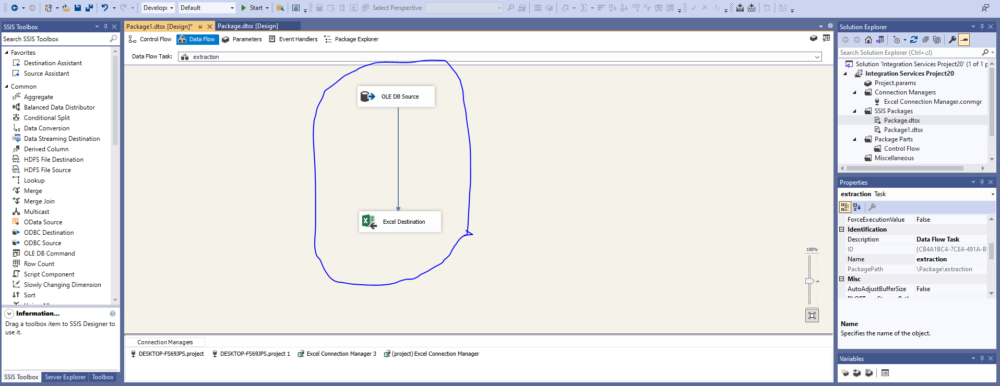 Developı
Default
Start
Select Perspective
SSIS Toolbox
Search SSIS Toolbox
Favorites
Destination Assistant
Source Assistant
Common
Aggregate
Balanced Data Distributor
Conditional Split
Data Conversion
Data Streaming Destination
Derived Column
HDFS File Destination
HDFS File Source
Lookup
Merge
Merge Join
Multicast
OData Source
ODBC Destination
ODBC Source
OLE DB Command
Row Count
Script Component
Slowly Changing Dimension
Sort
Information...
Drag a toolbox item to SSIS Designer to
use it.
SSIS Toolbox Server Explorer Toolbox
Package1.dtsx [Design]* Package.dtsx [Design]
Control Flow Data Flow Parameters Event Handlers Package Explorer
Data Flow Task: extraction
OLE DB Source
Excel Destination
100%
Connection Managers
DESKTOP-FS69JPS.project DESKTOP-FS69JPS.project 1 Excel Connection Manager 3 (project) Excel Connection Manager
Solution Explorer
Search Solution Explorer (Ctrl+ك)
Solution 'Integration Services Project20' (1 of 1 p
Integration Services Project20
Project.params
Connection Managers
Excel Connection Manager.conmgr
SSIS Packages
Package.dtsx
Package1.dtsx
Package Parts
Control Flow
Miscellaneous
Properties
extraction Task
ForceExecutionValue False
Identification
Description Data Flow Task
ID {CB4A1BC4-7CE4-491A-B
Name extraction
PackagePath \Package\extraction
Misc
AutoAdjustBufferSize False
Name
Specifies the name of the object.
Variables